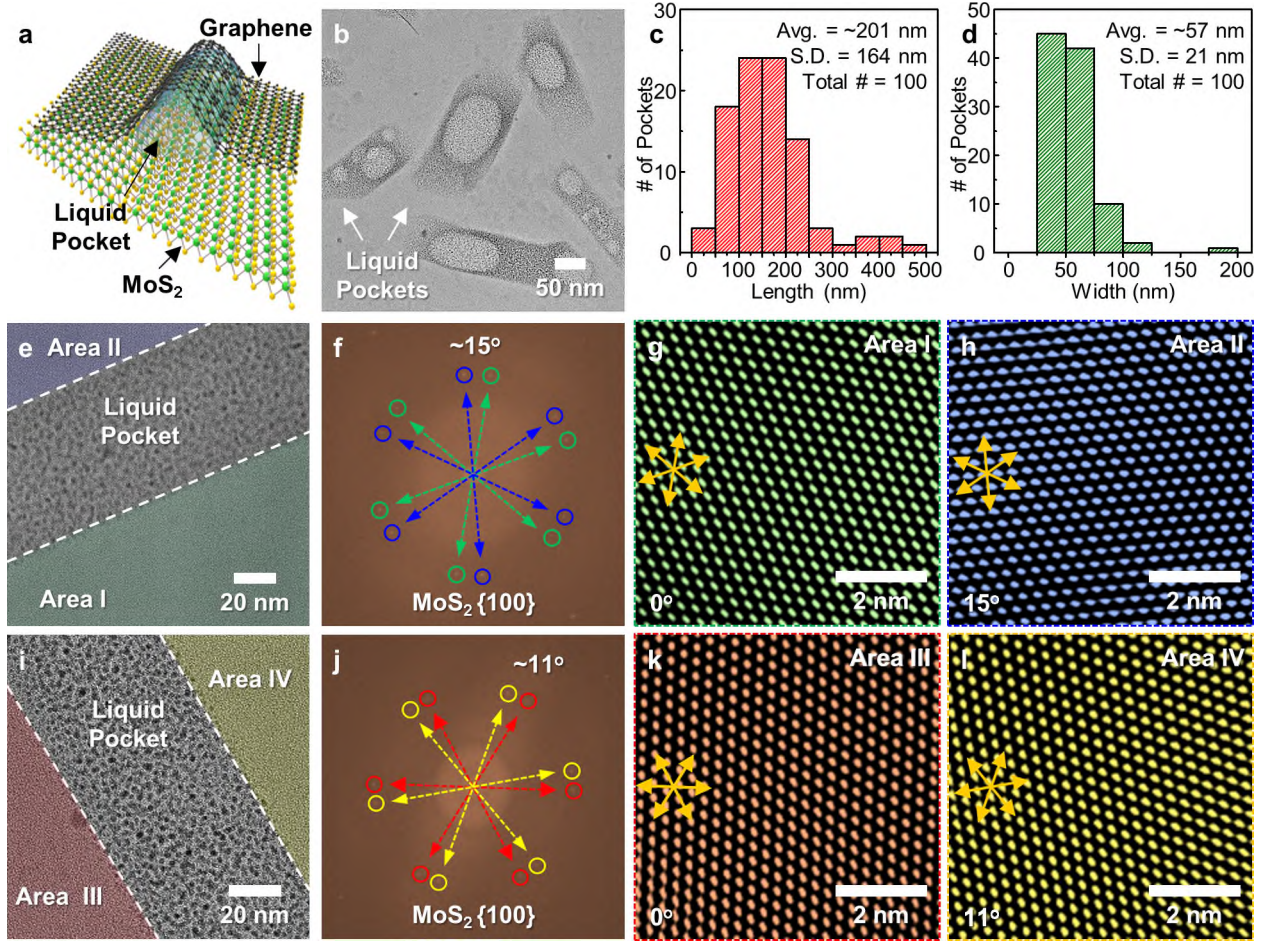 a
Graphene
Liquid
Pocket
MoS₂
b
Liquid
Pockets
50 nm
c
Avg. = ~201 nm
S.D. = 164 nm
Total # = 100
# of Pockets
30
20
10
0
0 100 200 300 400 500
Length (nm)
d
Avg. = ~57 nm
S.D. = 21 nm
Total # = 100
# of Pockets
50
40
30
20
10
0
0 50 100 150 200
Width (nm)
e
Area II
Liquid
Pocket
Area I
20 nm
f
~15°
MoS₂ {100}
g
Area I
0°
2 nm
h
Area II
15°
2 nm
i
Area IV
Liquid
Pocket
Area III
20 nm
j
~11°
MoS₂ {100}
k
Area III
0°
2 nm
l
Area IV
11°
2 nm